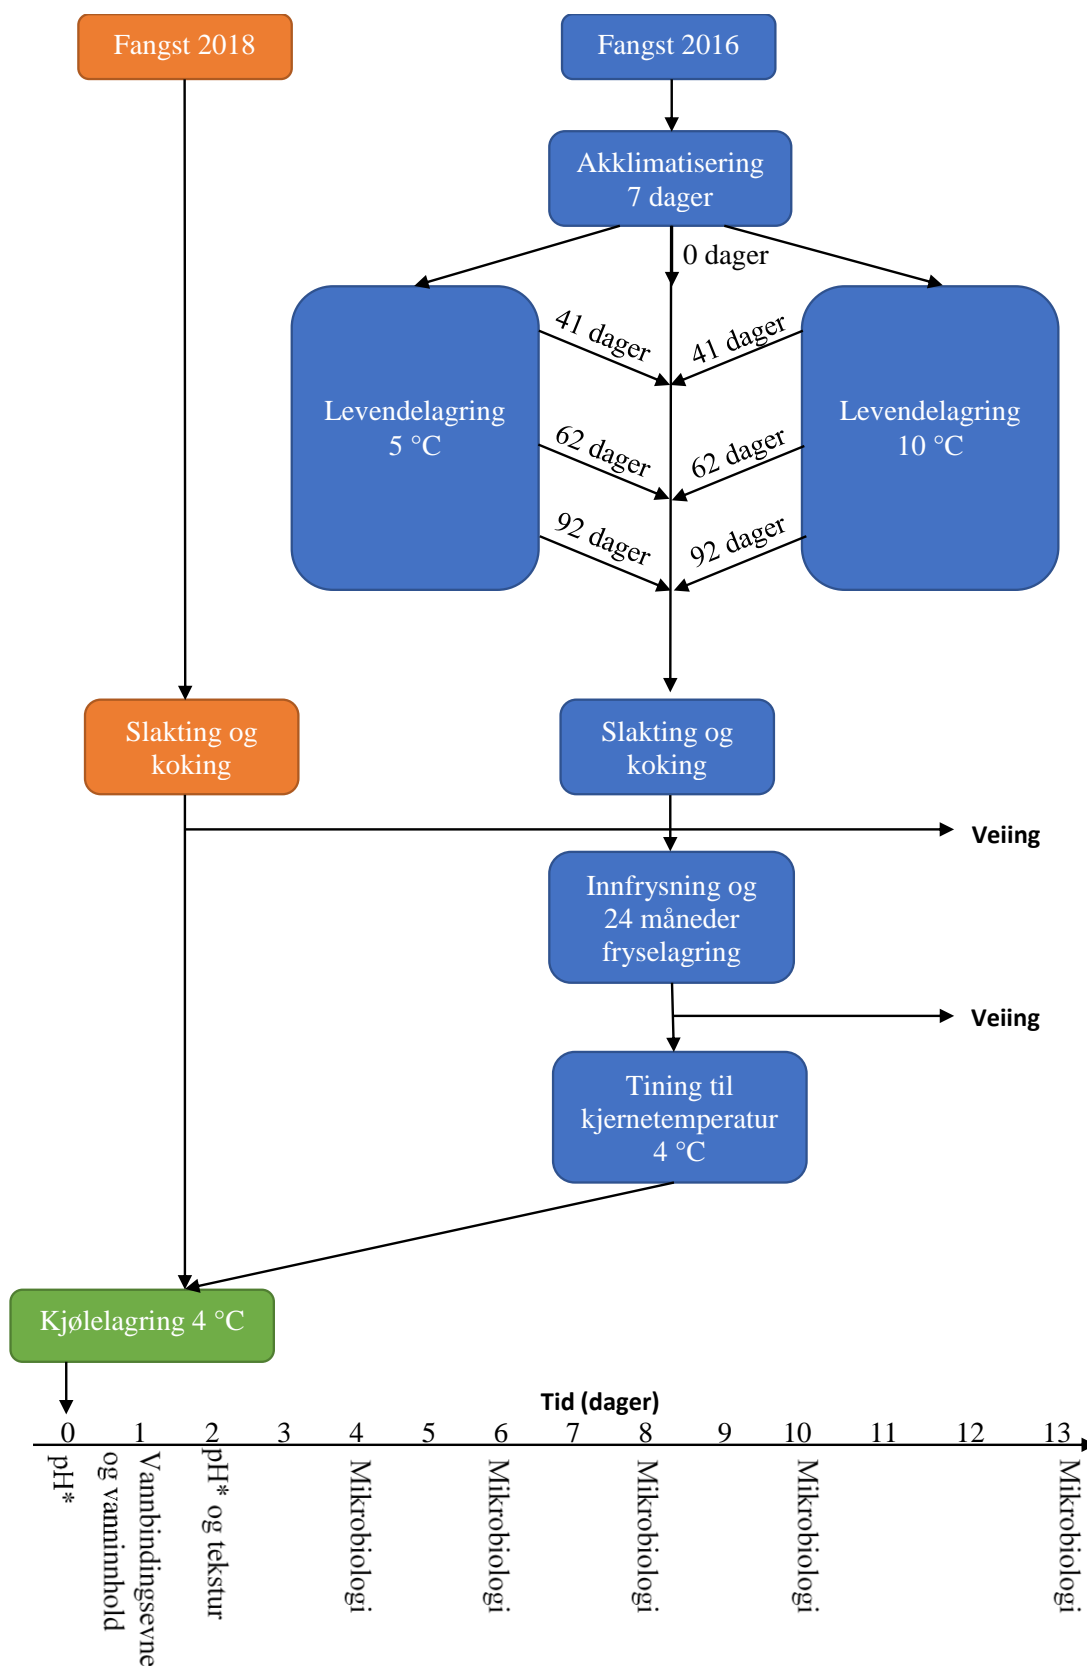 Fangst 2018
Fangst 2016
Akklimatisering
7 dager
0 dager
41 dager
41 dager
Levendelagring
5 °C
Levendelagring
10 °C
62 dager
62 dager
92 dager
92 dager
Slakting og
koking
Slakting og
koking
Veiing
Innfrysning og
24 måneder
fryselagring
Veiing
Tining til
kjernetemperatur
4 °C
Kjølelagring 4 °C
Tid (dager)
0 1 2 3 4 5 6 7 8 9 10 11 12 13
pH*
Vannbindingsevne
og vanninnhold
pH* og tekstur
Mikrobiologi
Mikrobiologi
Mikrobiologi
Mikrobiologi
Mikrobiologi